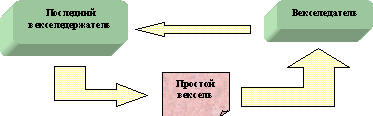 Последний
векселедержатель
Векселедатель
Простой
вексель